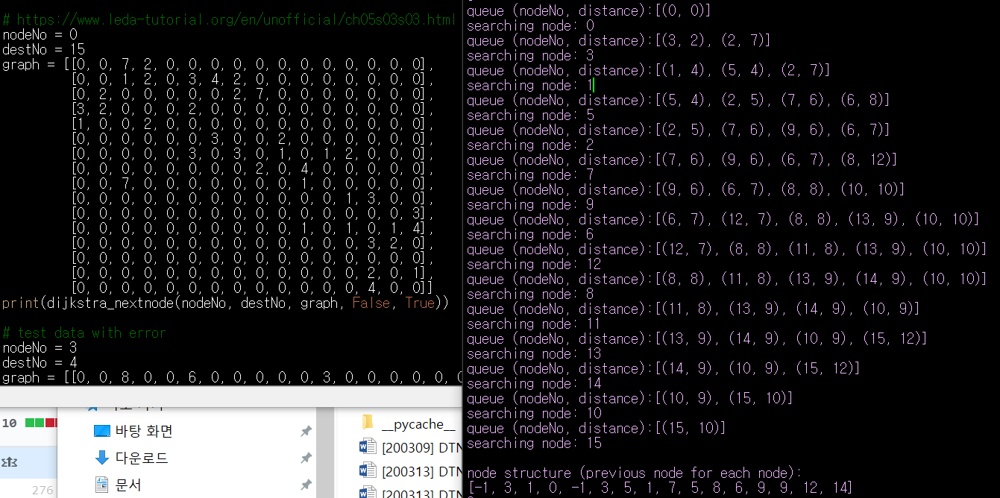 # https://www.leda-tutorial.org/en/unofficial/ch05s03s03.html
nodeNo = 0
destNo = 15
graph = [[0, 0, 7, 2, 0, 0, 0, 0, 0, 0, 0, 0, 0, 0, 0, 0],
[0, 0, 1, 2, 0, 3, 4, 2, 0, 0, 0, 0, 0, 0, 0, 0],
[0, 2, 0, 0, 0, 0, 0, 2, 7, 0, 0, 0, 0, 0, 0, 0],
[3, 2, 0, 0, 0, 2, 0, 0, 0, 0, 0, 0, 0, 0, 0, 0],
[1, 0, 0, 2, 0, 0, 0, 0, 0, 0, 0, 0, 0, 0, 0, 0],
[0, 0, 0, 0, 0, 0, 3, 0, 0, 2, 0, 0, 0, 0, 0, 0],
[0, 0, 0, 0, 0, 3, 0, 3, 0, 1, 0, 1, 2, 0, 0, 0],
[0, 0, 0, 0, 0, 0, 0, 0, 2, 0, 4, 0, 0, 0, 0, 0],
[0, 0, 7, 0, 0, 0, 0, 0, 0, 0, 1, 0, 0, 0, 0, 0],
[0, 0, 0, 0, 0, 0, 0, 0, 0, 0, 0, 0, 1, 3, 0, 0],
[0, 0, 0, 0, 0, 0, 0, 0, 0, 0, 0, 0, 0, 0, 0, 3],
[0, 0, 0, 0, 0, 0, 0, 0, 0, 0, 1, 0, 1, 0, 1, 4],
[0, 0, 0, 0, 0, 0, 0, 0, 0, 0, 0, 0, 0, 3, 2, 0],
[0, 0, 0, 0, 0, 0, 0, 0, 0, 0, 0, 0, 0, 0, 0, 0],
[0, 0, 0, 0, 0, 0, 0, 0, 0, 0, 0, 0, 0, 2, 0, 1],
[0, 0, 0, 0, 0, 0, 0, 0, 0, 0, 0, 0, 0, 4, 0, 0]]
print(dijkstra_nextnode(nodeNo, destNo, graph, False, True))
# test data with error
nodeNo = 3
destNo = 4
graph = [[0, 0, 8, 0, 0, 6, 0, 0, 0, 0, 0, 3, 0, 0, 0, 0, 0,
10
276
바탕 화면
다운로드
문서
__pycache__
[200309] DTN
[200313] DTN
[200313] DTN
queue (nodeNo, distance):[(0, 0)]
searching node: 0
queue (nodeNo, distance):[(3, 2), (2, 7)]
searching node: 3
queue (nodeNo, distance):[(1, 4), (5, 4), (2, 7)]
searching node: 1
queue (nodeNo, distance):[(5, 4), (2, 5), (7, 6), (6, 8)]
searching node: 5
queue (nodeNo, distance):[(2, 5), (7, 6), (9, 6), (6, 7)]
searching node: 2
queue (nodeNo, distance):[(7, 6), (9, 6), (6, 7), (8, 12)]
searching node: 7
queue (nodeNo, distance):[(9, 6), (6, 7), (8, 8), (10, 10)]
searching node: 9
queue (nodeNo, distance):[(6, 7), (12, 7), (8, 8), (13, 9), (10, 10)]
searching node: 6
queue (nodeNo, distance):[(12, 7), (8, 8), (11, 8), (13, 9), (10, 10)]
searching node: 12
queue (nodeNo, distance):[(8, 8), (11, 8), (13, 9), (14, 9), (10, 10)]
searching node: 8
queue (nodeNo, distance):[(11, 8), (13, 9), (14, 9), (10, 9)]
searching node: 11
queue (nodeNo, distance):[(13, 9), (14, 9), (10, 9), (15, 12)]
searching node: 13
queue (nodeNo, distance):[(14, 9), (10, 9), (15, 12)]
searching node: 14
queue (nodeNo, distance):[(10, 9), (15, 10)]
searching node: 10
queue (nodeNo, distance):[(15, 10)]
searching node: 15
node structure (previous node for each node):
[-1, 3, 1, 0, -1, 3, 5, 1, 7, 5, 8, 6, 9, 9, 12, 14]